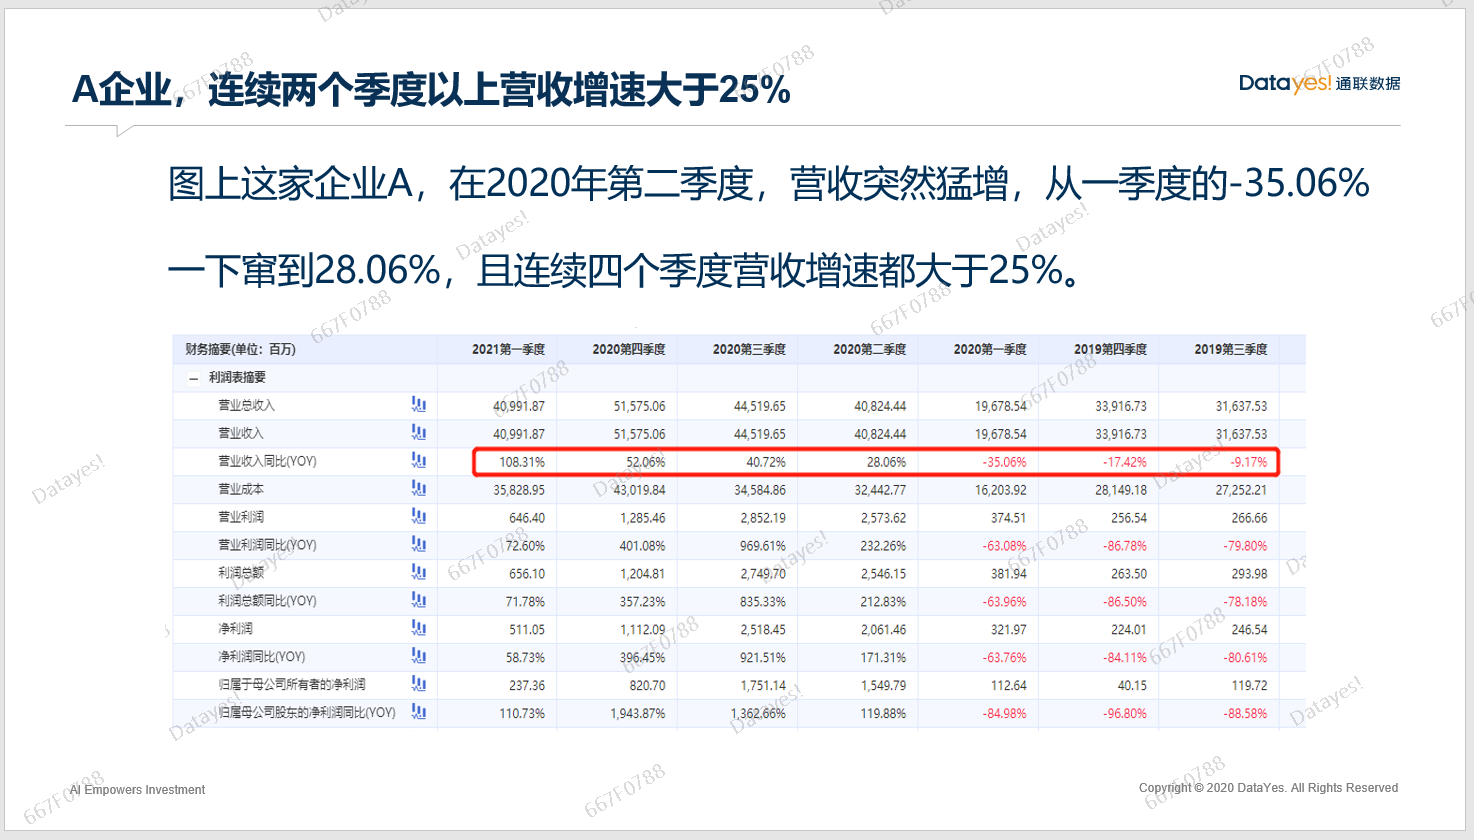 A企业，连续两个季度以上营收增速大于25%
Datayes! 通联数据
图上这家企业A，在2020年第二季度，营收突然猛增，从一季度的-35.06%
一下窜到28.06%，且连续四个季度营收增速都大于25%。
财务摘要(单位：百万) 2021第一季度 2020第四季度 2020第三季度 2020第二季度 2020第一季度 2019第四季度 2019第三季度
利润表摘要
营业总收入 40,991.87 51,575.06 44,519.65 40,824.44 19,678.54 33,916.73 31,637.53
营业收入 40,991.87 51,575.06 44,519.65 40,824.44 19,678.54 33,916.73 31,637.53
营业收入同比(YOY) 108.31% 52.06% 40.72% 28.06% -35.06% -17.42% -9.17%
营业成本 35,828.95 43,019.84 34,584.86 32,442.77 16,203.92 28,149.18 27,252.21
营业利润 646.40 1,285.46 2,852.19 2,573.62 374.51 256.54 266.66
营业利润同比(YOY) 72.60% 401.08% 969.61% 232.26% -63.08% -86.78% -79.80%
利润总额 656.10 1,204.81 2,749.70 2,546.15 381.94 263.50 293.98
利润总额同比(YOY) 71.78% 357.23% 835.33% 212.83% -63.96% -86.50% -78.18%
净利润 511.05 1,112.09 2,518.45 2,061.46 321.97 224.01 246.54
净利润同比(YOY) 58.73% 396.45% 921.51% 171.31% -63.76% -84.11% -80.61%
归属于母公司所有者的净利润 237.36 820.70 1,751.14 1,549.79 112.64 40.15 119.72
归属母公司股东的净利润同比(YOY) 110.73% 1,943.87% 1,362.66% 119.88% -84.98% -96.80% -88.58%
AI Empowers Investment
Copyright © 2020 DataYes. All Rights Reserved